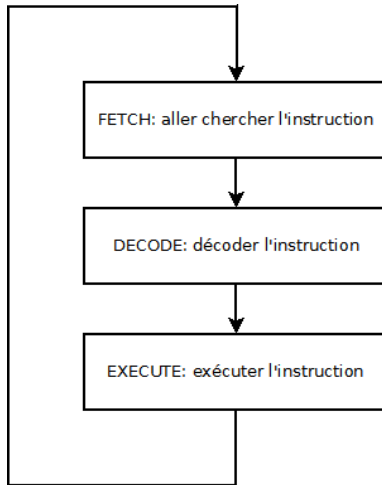 FETCH: aller chercher l'instruction
DECODE: décoder l'instruction
EXECUTE: exécuter l'instruction